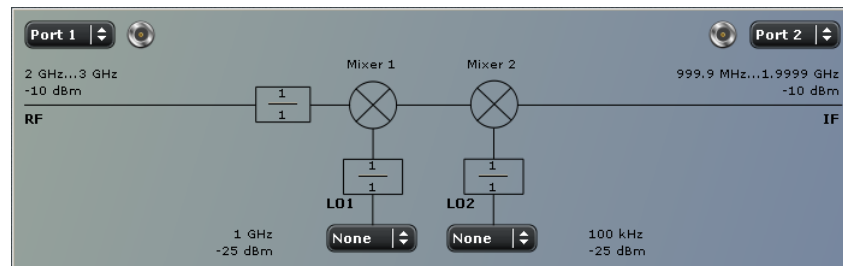 Port 1
Port 2
2 GHz...3 GHz
-10 dBm
Mixer 1
Mixer 2
999.9 MHz...1.9999 GHz
-10 dBm
1
1
RF
IF
1
1
1
1
LO1
LO2
1 GHz
-25 dBm
None
None
100 kHz
-25 dBm